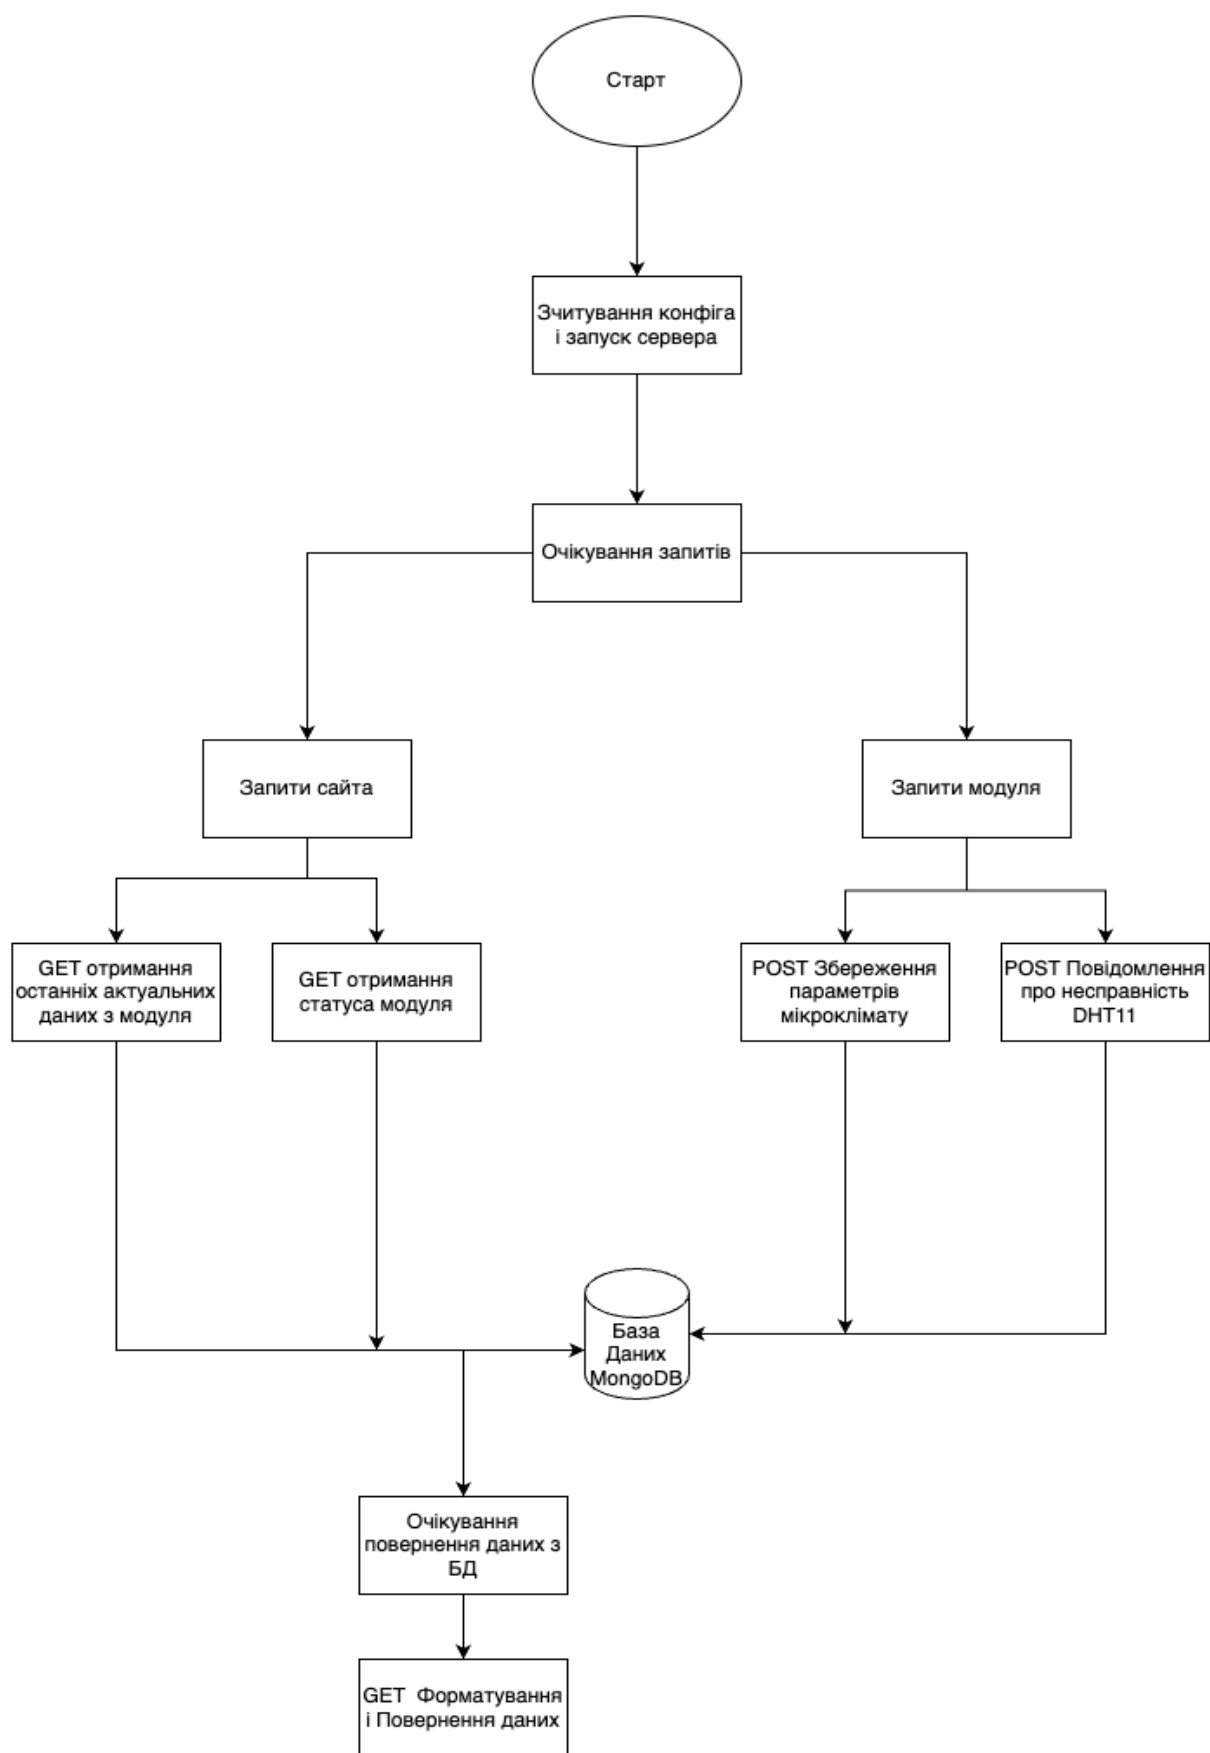 Старт
Зчитування конфіга
і запуск сервера
Очікування запитів
Запити сайта
Запити модуля
GET отримання
останніх актуальних
даних з модуля
GET отримання
статуса модуля
POST Збереження
параметрів
мікроклімату
POST Повідомлення
про несправність
DHT11
База
Даних
MongoDB
Очікування
повернення даних з
БД
GET Форматування
і Повернення даних